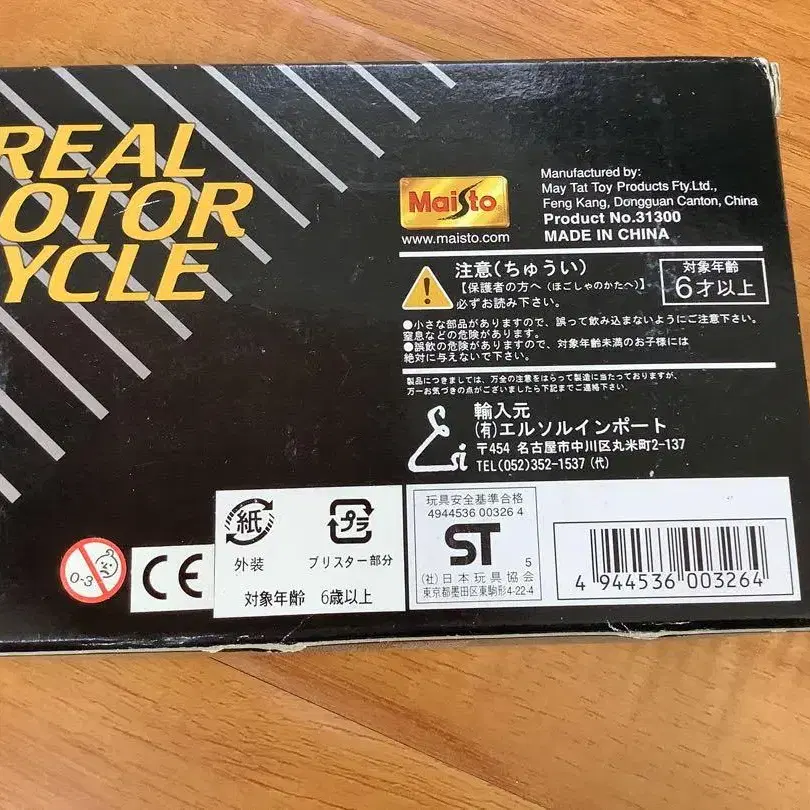 REAL
OTOR
YCLE
Maisto
www.maisto.com
Manufactured by:
May Tat Toy Products Fty.Ltd.,
Feng Kang, Dongguan Canton, China
Product No.31300
MADE IN CHINA
注意(ちゅうい)
【保護者の方へ (ほごしゃのかたへ)】
必ずお読み下さい。
対象年齢
6才以上
●小さな部品がありますので、誤って飲み込まないようにご注意下さい。
窒息などの危険があります。
●誤飲の危険がありますので、対象年齢未満のお子様には
絶対に与えないで下さい。
製品につきましては、万全の注意をはらって製造に当たっておりますが、
万一お気づきの点がございましたら下記までご連絡下さい。
輸入元
(有)エルソルインポート
〒454 名古屋市中川区丸米町2-137
TEL(052)352-1537 (代)
0-3
CE
紙
外装
プラ
ブリスター部分
対象年齢 6歳以上
玩具安全基準合格
4944536 00326 4
ST
5
(社)日本玩具協会
東京都墨田区東駒形4-22-4
4 944536 003264